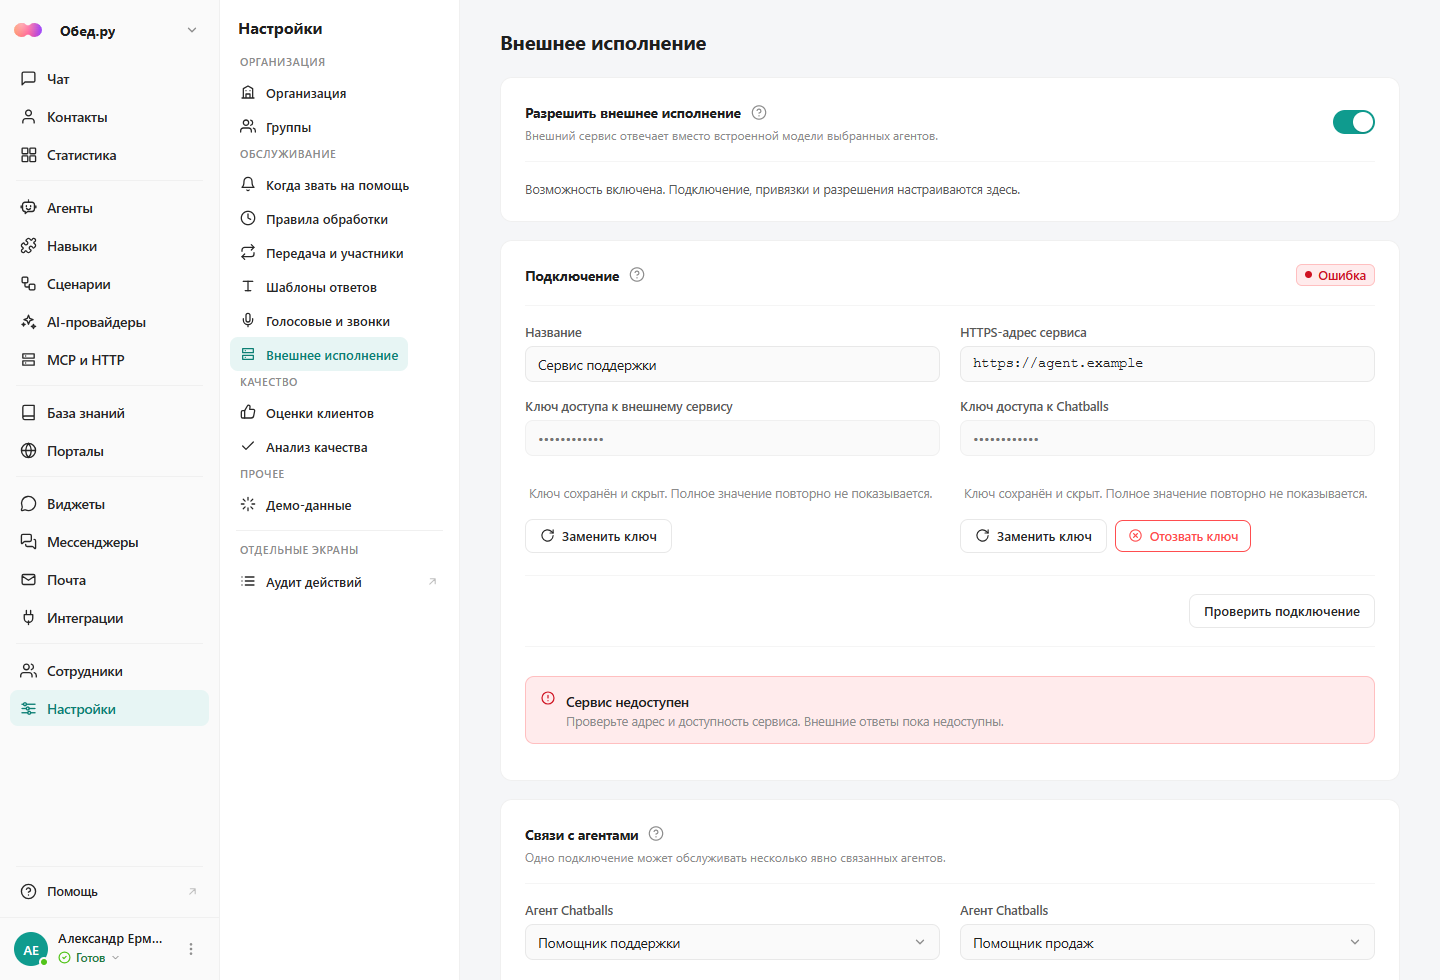 Обед.ру
Чат
Контакты
Статистика
Агенты
Навыки
Сценарии
AI-провайдеры
MCP и HTTP
База знаний
Порталы
Виджеты
Мессенджеры
Почта
Интеграции
Сотрудники
Настройки
Помощь
АЕ
Александр Ерм...
Готов
Настройки
ОРГАНИЗАЦИЯ
Организация
Группы
ОБСЛУЖИВАНИЕ
Когда звать на помощь
Правила обработки
Передача и участники
Шаблоны ответов
Голосовые и звонки
Внешнее исполнение
КАЧЕСТВО
Оценки клиентов
Анализ качества
ПРОЧЕЕ
Демо-данные
ОТДЕЛЬНЫЕ ЭКРАНЫ
Аудит действий
Внешнее исполнение
Разрешить внешнее исполнение
Внешний сервис отвечает вместо встроенной модели выбранных агентов.
Возможность включена. Подключение, привязки и разрешения настраиваются здесь.
Подключение
Ошибка
Название
HTTPS-адрес сервиса
Сервис поддержки
https://agent.example
Ключ доступа к внешнему сервису
Ключ доступа к Chatballs
••••••••••••
••••••••••••
Ключ сохранён и скрыт. Полное значение повторно не показывается.
Ключ сохранён и скрыт. Полное значение повторно не показывается.
Заменить ключ
Заменить ключ
Отозвать ключ
Проверить подключение
Сервис недоступен
Проверьте адрес и доступность сервиса. Внешние ответы пока недоступны.
Связи с агентами
Одно подключение может обслуживать несколько явно связанных агентов.
Агент Chatballs
Агент Chatballs
Помощник поддержки
Помощник продаж